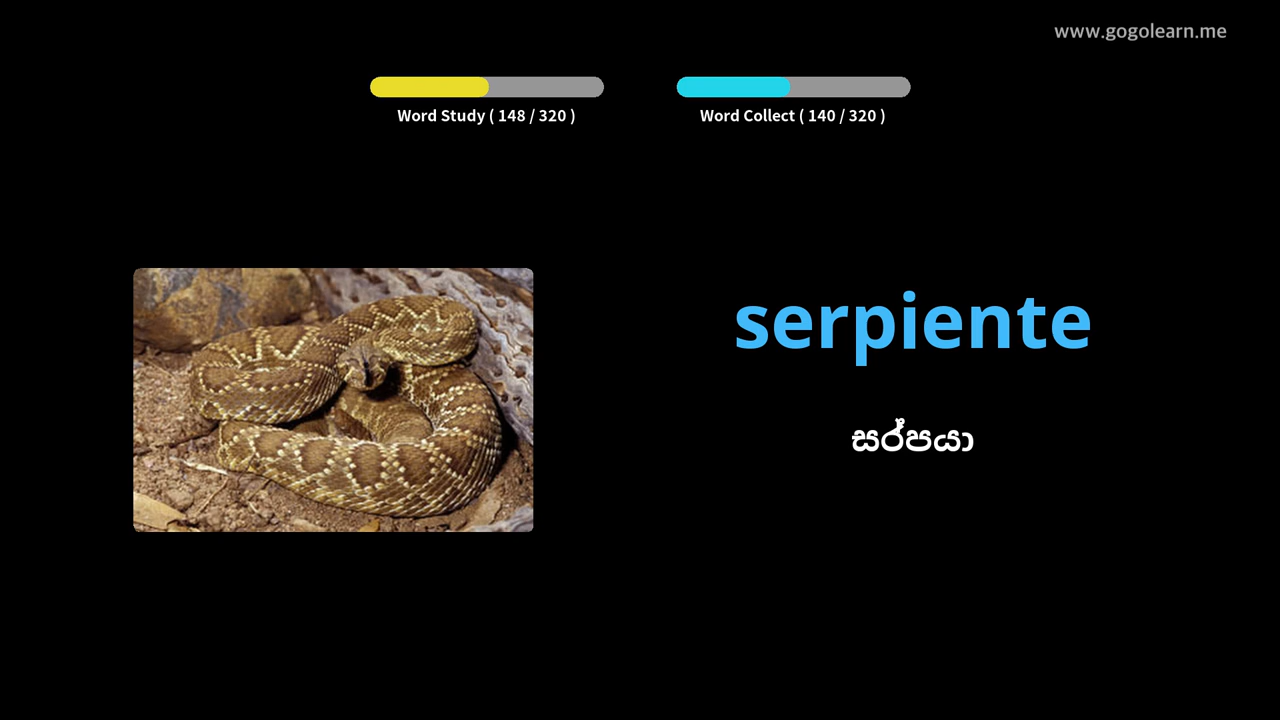 www.gogolearn.me
Word Study ( 148 / 320 )
Word Collect ( 140 / 320 )
serpiente
සර්පයා